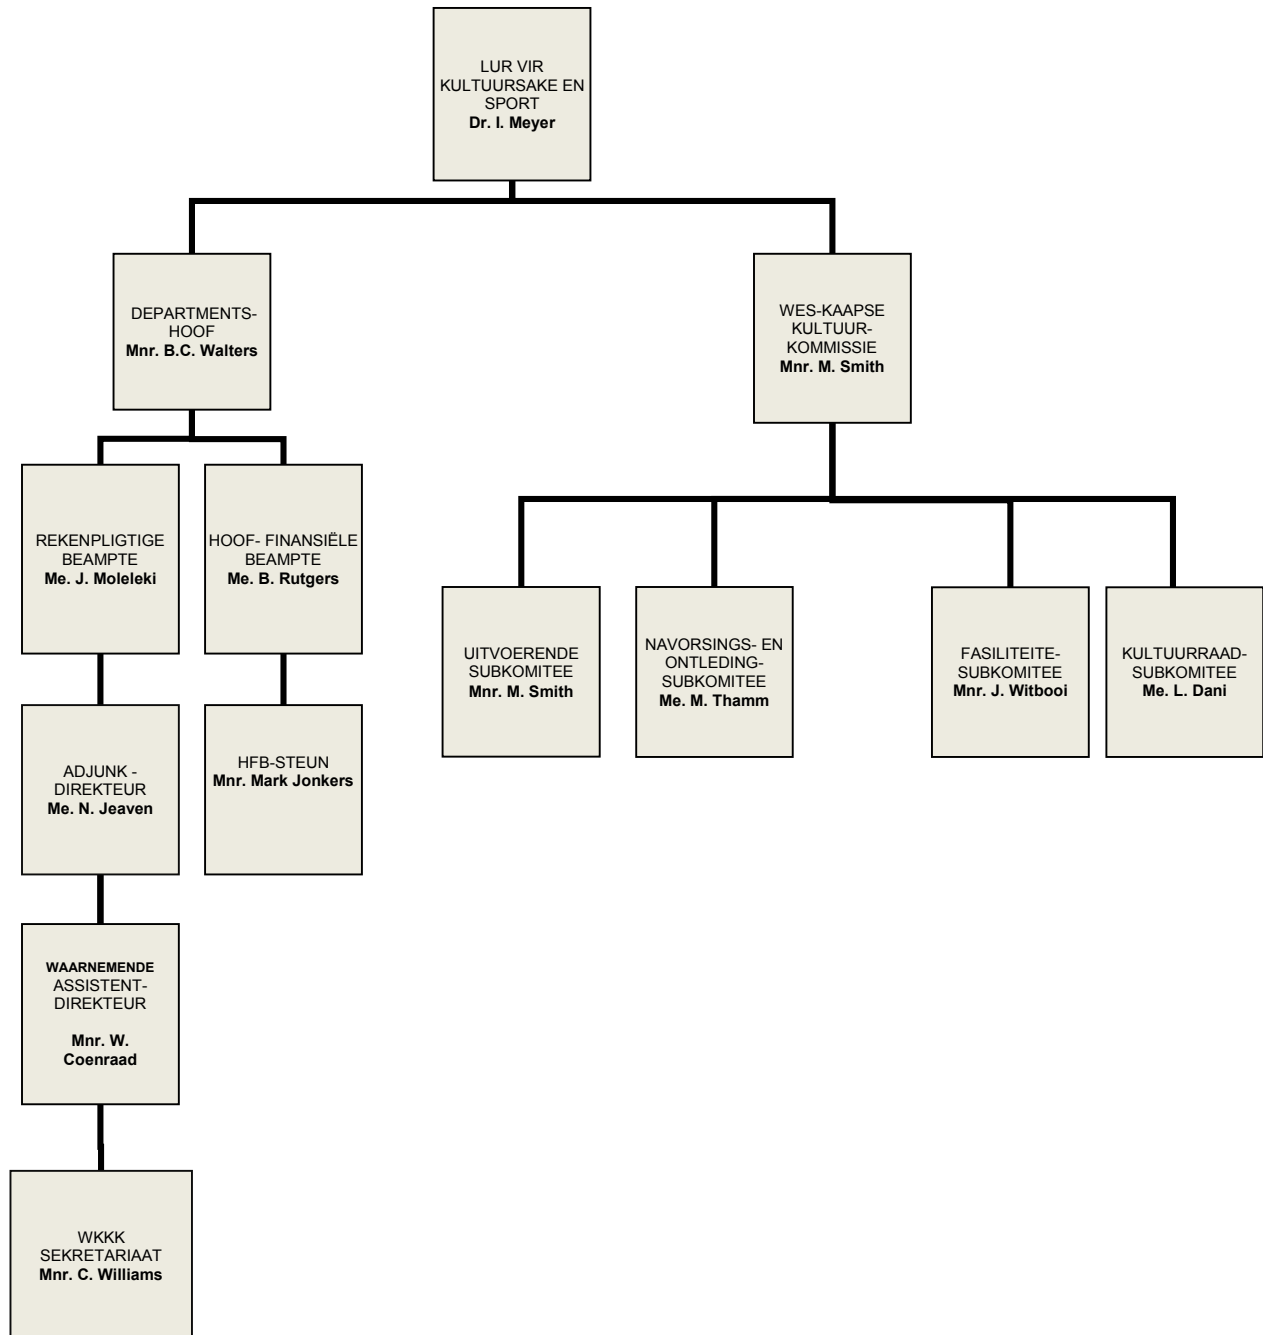 LUR VIR
KULTUURSAKE EN
SPORT
Dr. I. Meyer
DEPARTMENTS-
HOOF
Mnr. B.C. Walters
WES-KAAPSE
KULTUUR-
KOMMISSIE
Mnr. M. Smith
REKENPLIGTIGE
BEAMPTE
Me. J. Moleleki
HOOF- FINANSIËLE
BEAMPTE
Me. B. Rutgers
UITVOERENDE
SUBKOMITEE
Mnr. M. Smith
NAVORSINGS- EN
ONTLEDING-
SUBKOMITEE
Me. M. Thamm
FASILITEITE-
SUBKOMITEE
Mnr. J. Witbooi
KULTUURRAAD-
SUBKOMITEE
Me. L. Dani
ADJUNK -
DIREKTEUR
Me. N. Jeaven
HFB-STEUN
Mnr. Mark Jonkers
WAARNEMENDE
ASSISTENT-
DIREKTEUR
Mnr. W.
Coenraad
WKKK
SEKRETARIAAT
Mnr. C. Williams